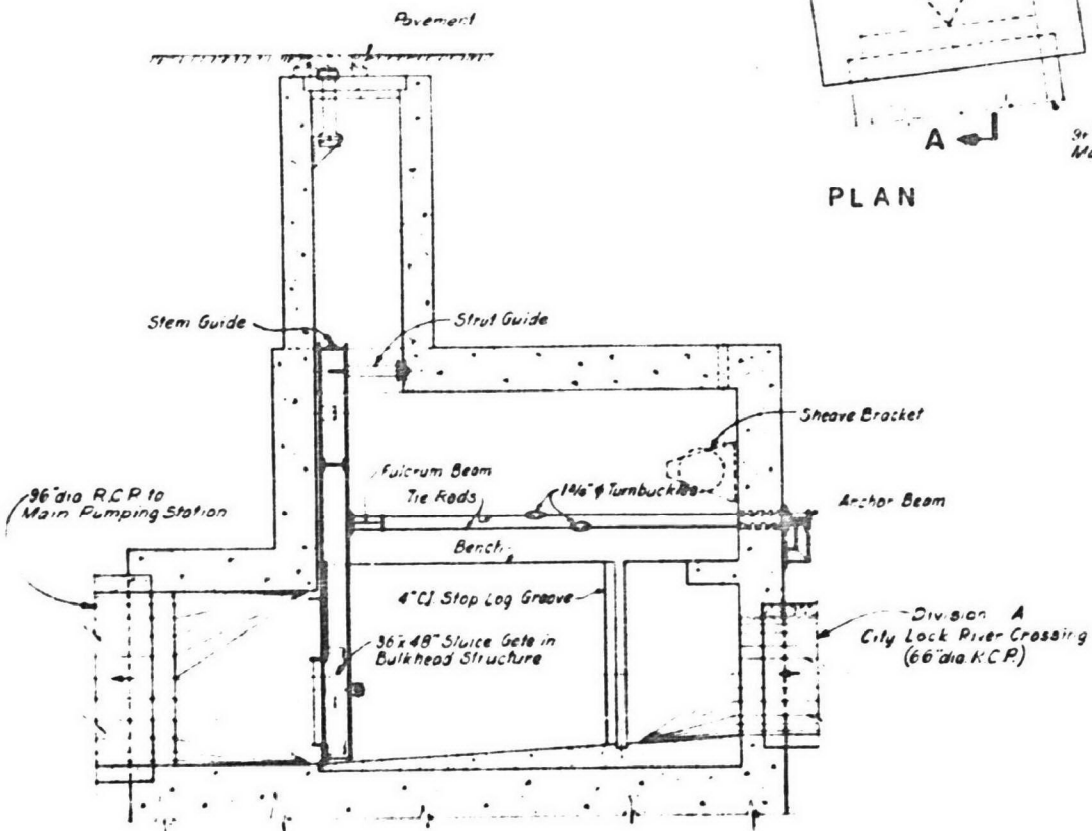 Pavement
A
PLAN
Stem Guide
Strut Guide
Sheave Bracket
Fulcrum Beam
Tie Rods
Turnbuckles
Anchor Beam
96" dia. R.C.P. to
Main Pumping Station
Bench
4" C.I. Stop Log Groove
36"x48" Sluice Gate in
Bulkhead Structure
Division A
City Lock River Crossing
(66" dia. R.C.P.)